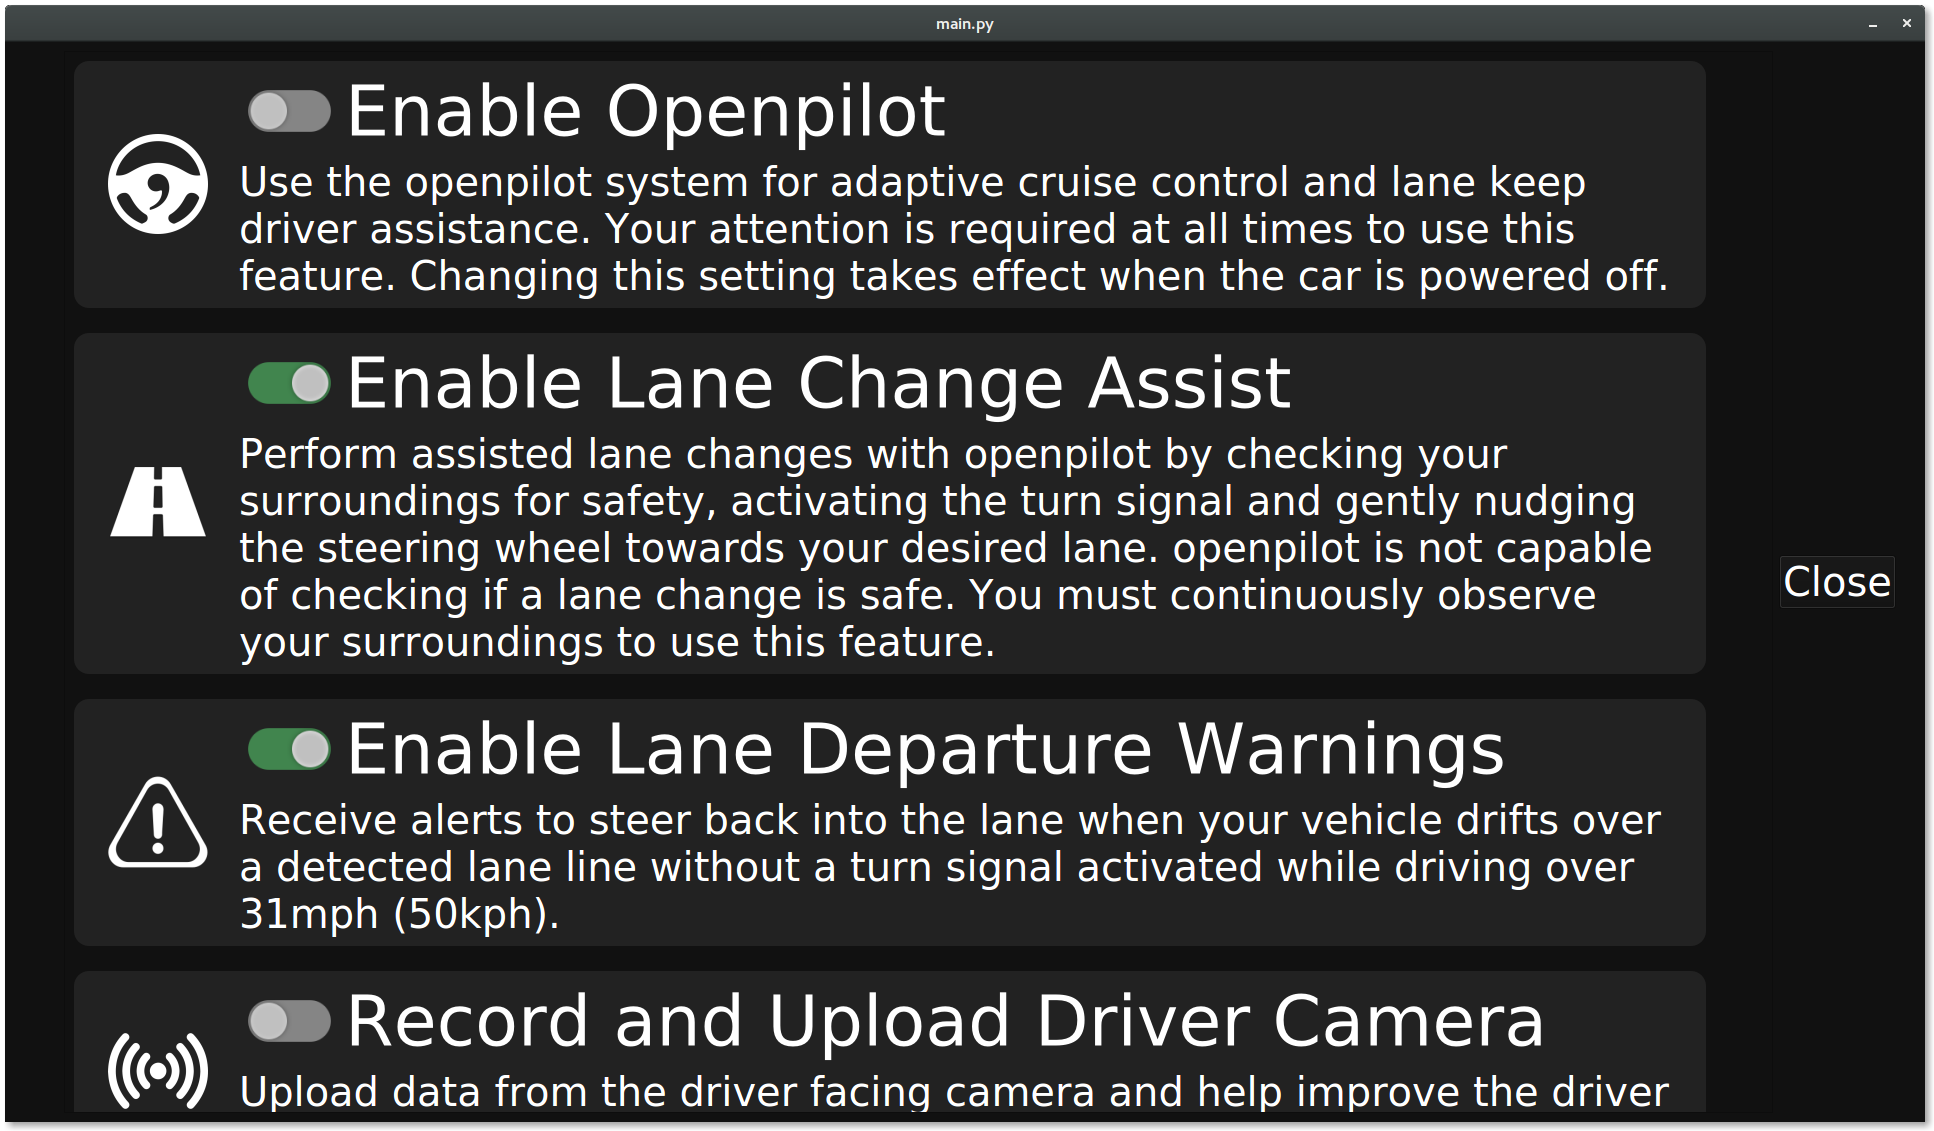 main.py
Enable Openpilot
Use the openpilot system for adaptive cruise control and lane keep
driver assistance. Your attention is required at all times to use this
feature. Changing this setting takes effect when the car is powered off.
Enable Lane Change Assist
Perform assisted lane changes with openpilot by checking your
surroundings for safety, activating the turn signal and gently nudging
the steering wheel towards your desired lane. openpilot is not capable
of checking if a lane change is safe. You must continuously observe
your surroundings to use this feature.
Enable Lane Departure Warnings
Receive alerts to steer back into the lane when your vehicle drifts over
a detected lane line without a turn signal activated while driving over
31mph (50kph).
Record and Upload Driver Camera
Upload data from the driver facing camera and help improve the driver
Close